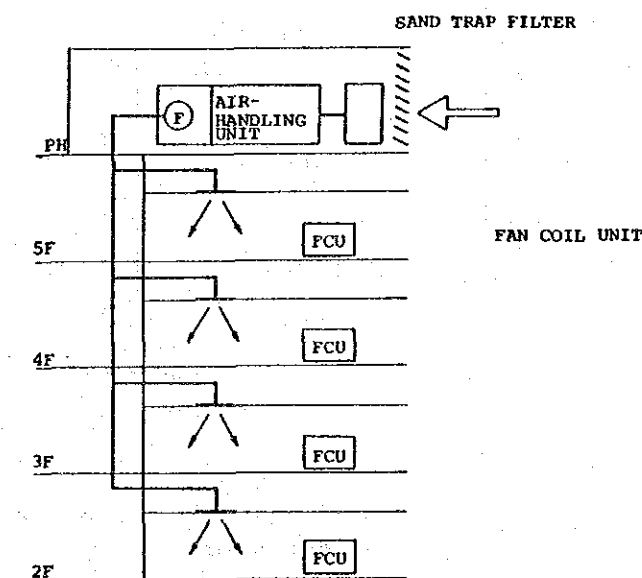 SAND TRAP FILTER
AIR-
HANDLING
UNIT
F
PH
FCU
FAN COIL UNIT
5F
FCU
4F
FCU
3F
FCU
2F